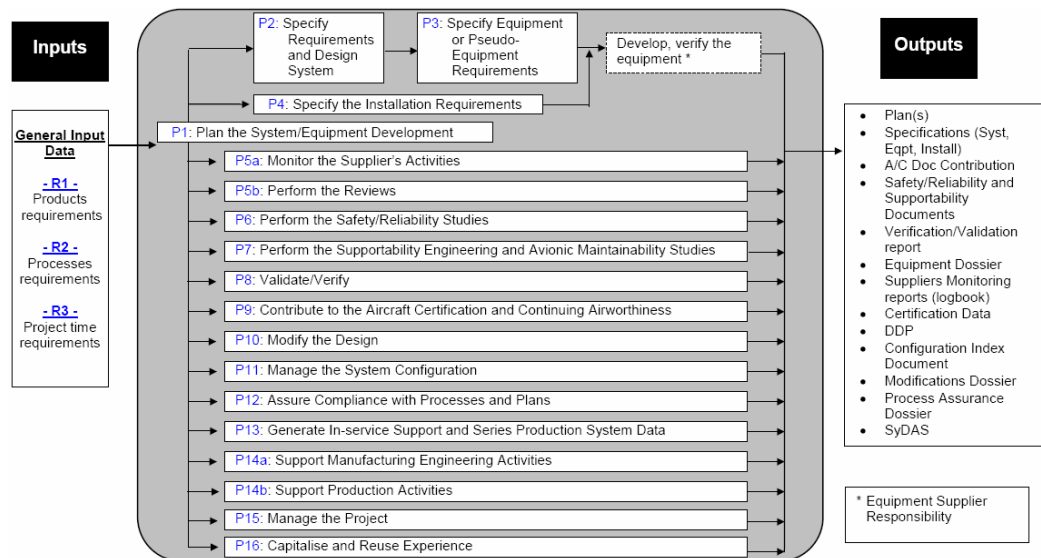 Inputs
General Input
Data
- R1 -
Products
requirements
- R2 -
Processes
requirements
- R3 -
Project time
requirements
P2: Specify
Requirements
and Design
System
P3: Specify Equipment
or Pseudo-
Equipment
Requirements
Develop, verify the
equipment *
P4: Specify the Installation Requirements
P1: Plan the System/Equipment Development
P5a: Monitor the Supplier's Activities
P5b: Perform the Reviews
P6: Perform the Safety/Reliability Studies
P7: Perform the Supportability Engineering and Avionic Maintainability Studies
P8: Validate/Verify
P9: Contribute to the Aircraft Certification and Continuing Airworthiness
P10: Modify the Design
P11: Manage the System Configuration
P12: Assure Compliance with Processes and Plans
P13: Generate In-service Support and Series Production System Data
P14a: Support Manufacturing Engineering Activities
P14b: Support Production Activities
P15: Manage the Project
P16: Capitalise and Reuse Experience
Outputs
• Plan(s)
• Specifications (Syst,
Eqpt, Install)
• A/C Doc Contribution
• Safety/Reliability and
Supportability
Documents
• Verification/Validation
report
• Equipment Dossier
• Suppliers Monitoring
reports (logbook)
• Certification Data
• DDP
• Configuration Index
Document
• Modifications Dossier
• Process Assurance
Dossier
• SyDAS
* Equipment Supplier
Responsibility